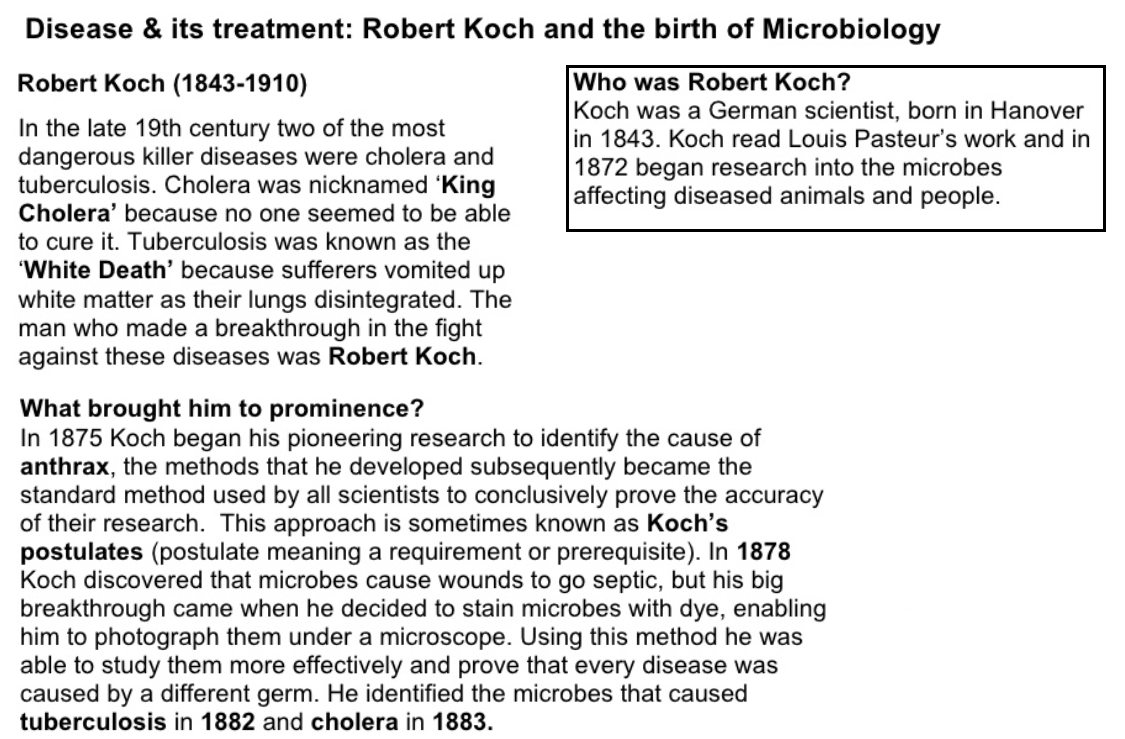 Disease & its treatment: Robert Koch and the birth of Microbiology
Robert Koch (1843-1910)
In the late 19th century two of the most
dangerous killer diseases were cholera and
tuberculosis. Cholera was nicknamed ‘King
Cholera’ because no one seemed to be able
to cure it. Tuberculosis was known as the
‘White Death’ because sufferers vomited up
white matter as their lungs disintegrated. The
man who made a breakthrough in the fight
against these diseases was Robert Koch.
Who was Robert Koch?
Koch was a German scientist, born in Hanover
in 1843. Koch read Louis Pasteur’s work and in
1872 began research into the microbes
affecting diseased animals and people.
What brought him to prominence?
In 1875 Koch began his pioneering research to identify the cause of
anthrax, the methods that he developed subsequently became the
standard method used by all scientists to conclusively prove the accuracy
of their research.  This approach is sometimes known as Koch’s
postulates (postulate meaning a requirement or prerequisite). In 1878
Koch discovered that microbes cause wounds to go septic, but his big
breakthrough came when he decided to stain microbes with dye, enabling
him to photograph them under a microscope. Using this method he was
able to study them more effectively and prove that every disease was
caused by a different germ. He identified the microbes that caused
tuberculosis in 1882 and cholera in 1883.